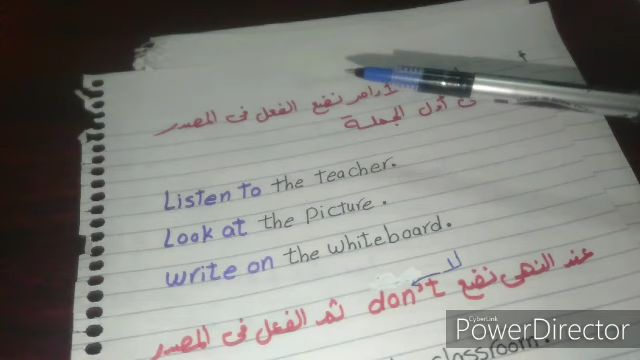 أوامر نضع الفعل فى المصدر
فى أول الجملة
Listen to the teacher.
Look at the picture.
write on the whiteboard.
لا
عند النهى نضع don't ثم الفعل فى المصدر
classroom.
CyberLink
PowerDirector